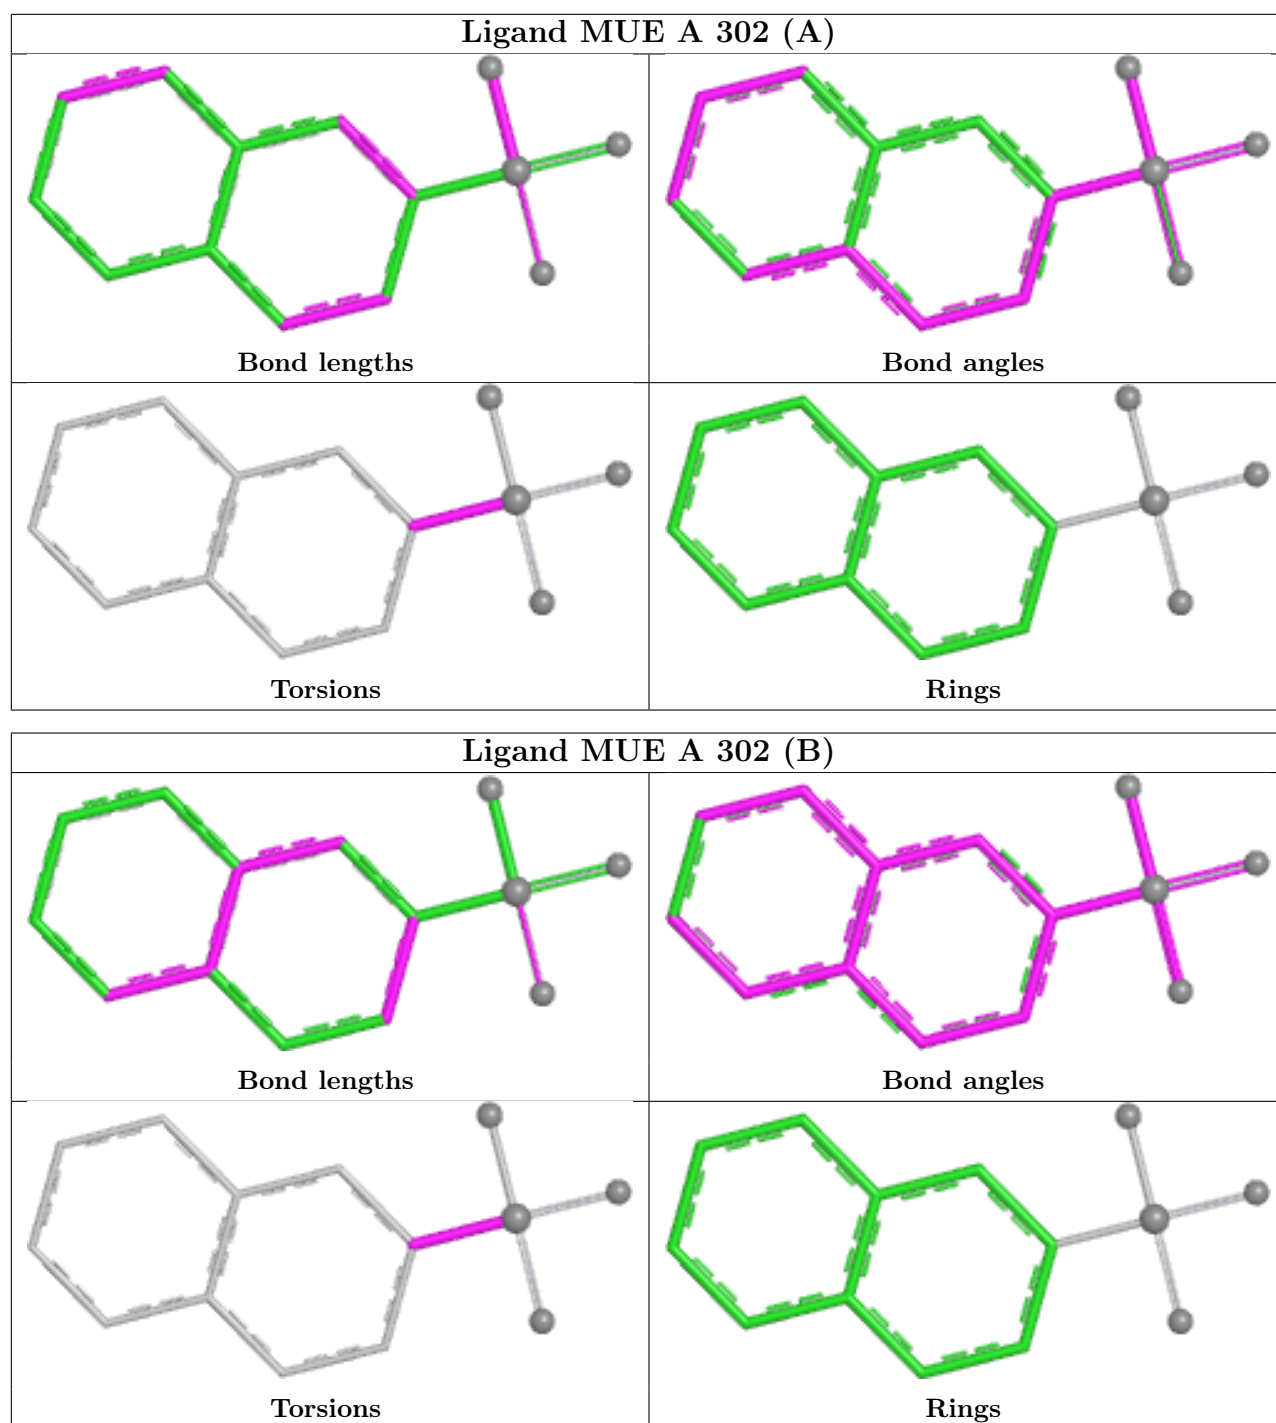 Ligand MUE A 302 (A)
Bond lengths
Bond angles
Torsions
Rings
Ligand MUE A 302 (B)
Bond lengths
Bond angles
Torsions
Rings